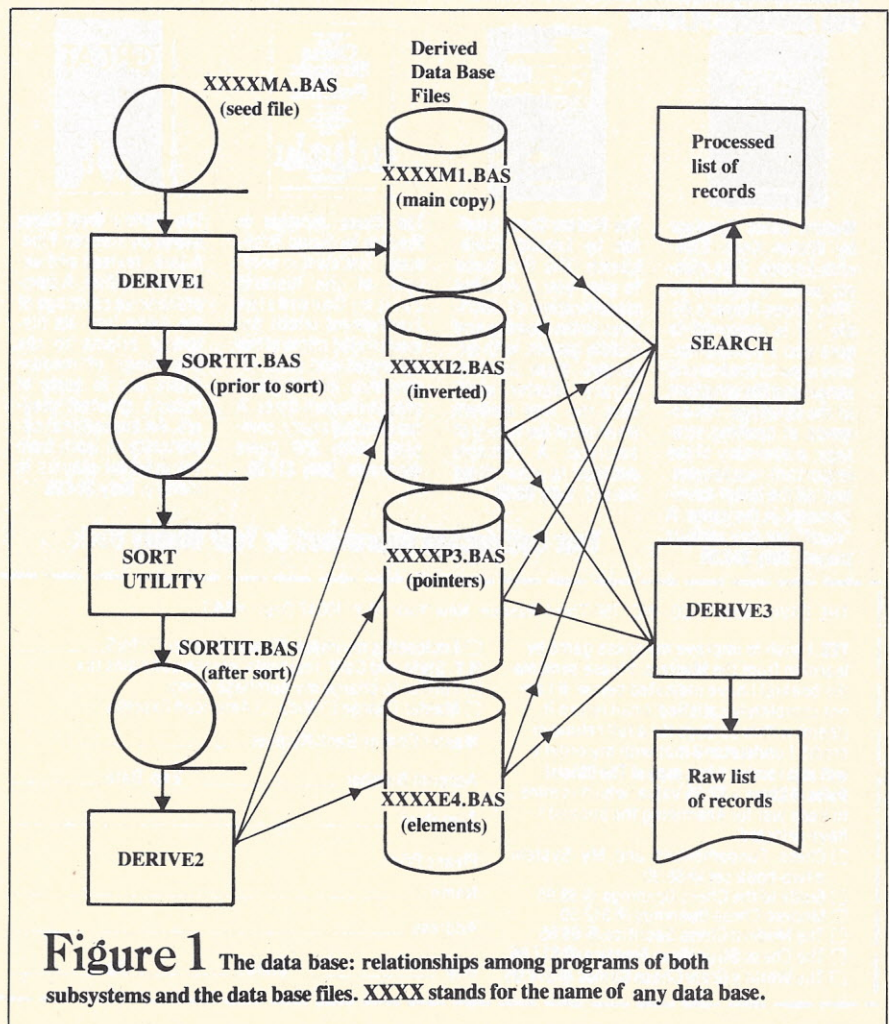 XXXXMA.BAS
(seed file)
DERIVE1
SORTIT.BAS
(prior to sort)
SORT
UTILITY
SORTIT.BAS
(after sort)
DERIVE2
Derived
Data Base
Files
XXXXM1.BAS
(main copy)
XXXXI2.BAS
(inverted)
XXXXP3.BAS
(pointers)
XXXXE4.BAS
(elements)
Processed
list of
records
SEARCH
DERIVE3
Raw list
of records
Figure 1 The data base: relationships among programs of both
subsystems and the data base files. XXXX stands for the name of any data base.